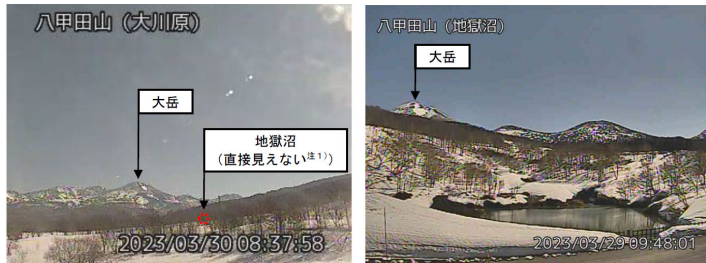 八甲田山（大川原）
大岳
地獄沼
（直接見えない注1））
2023/03/30 08:37:58
八甲田山（地獄沼）
大岳
2023/03/29 09:48:01